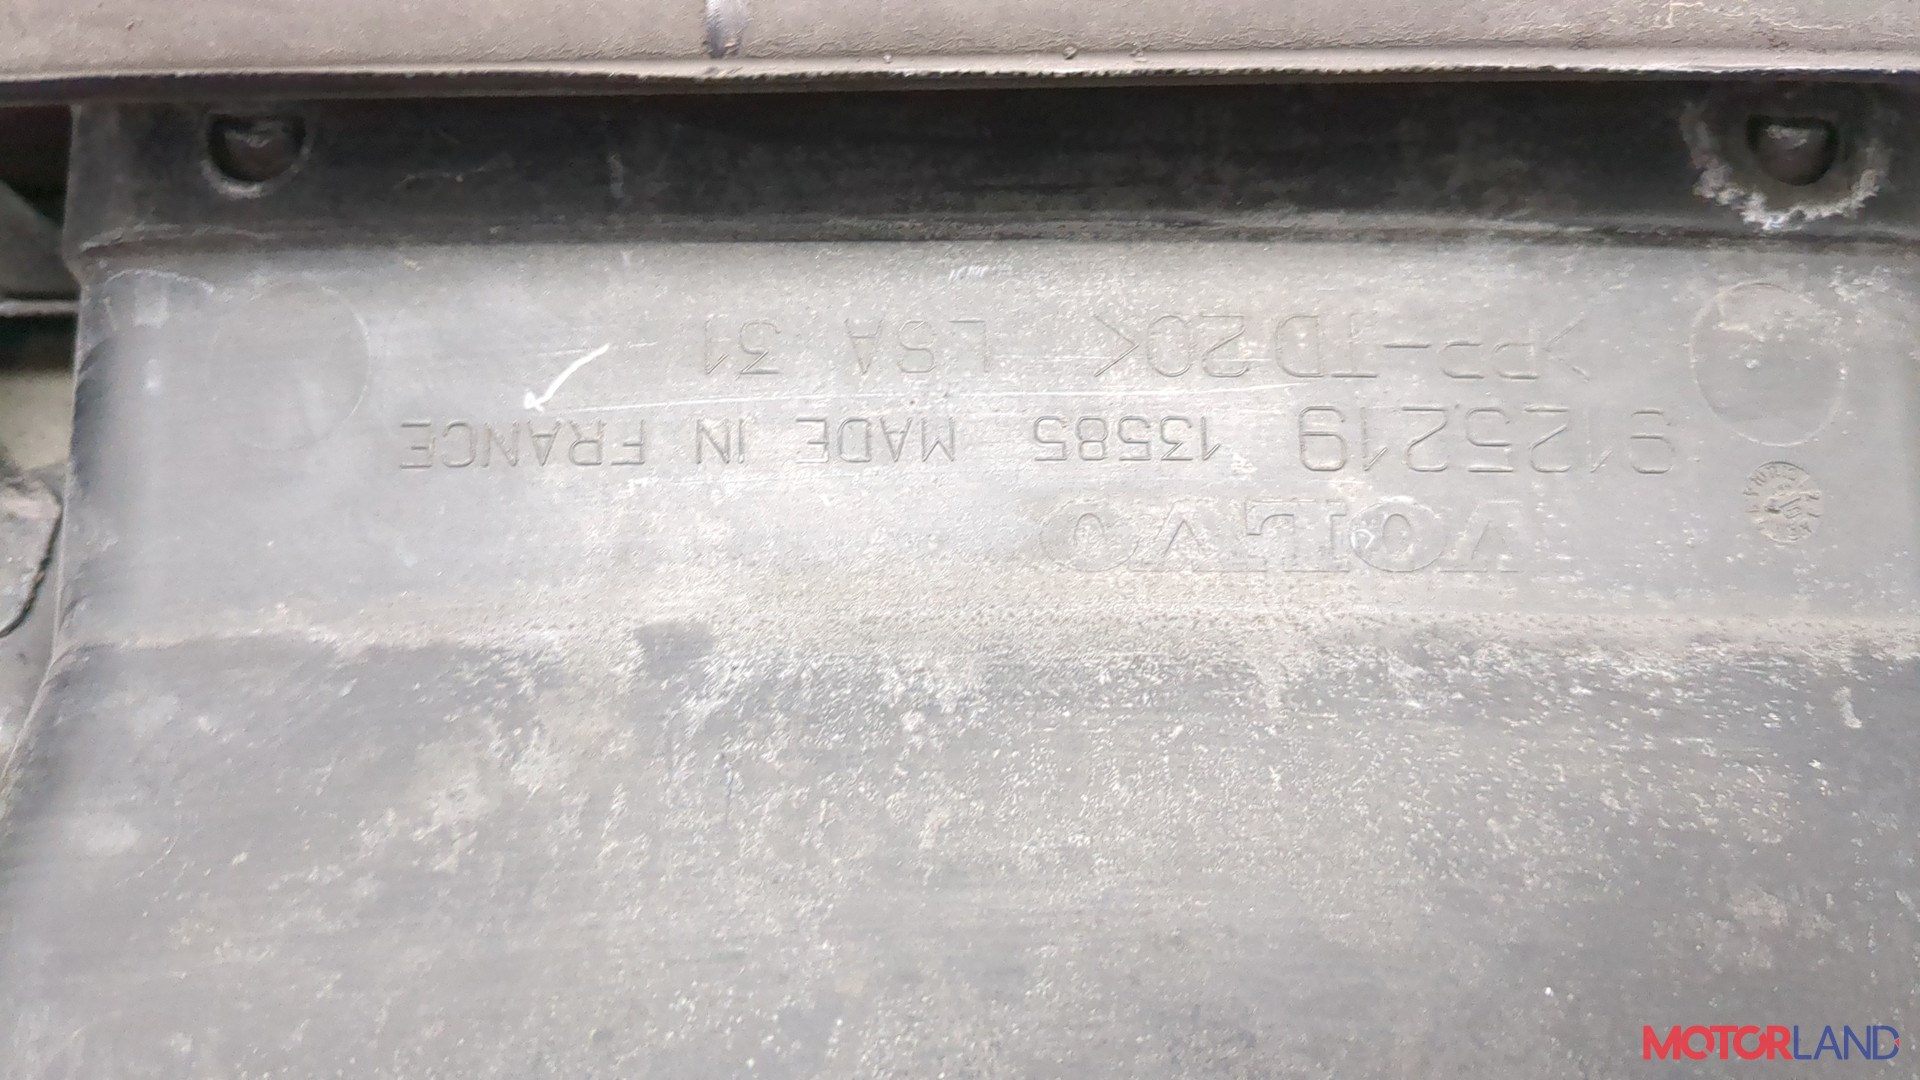 VOLVO
9125219 13585 MADE IN FRANCE
>PP-TD20< LSA 31
MOTORLAND